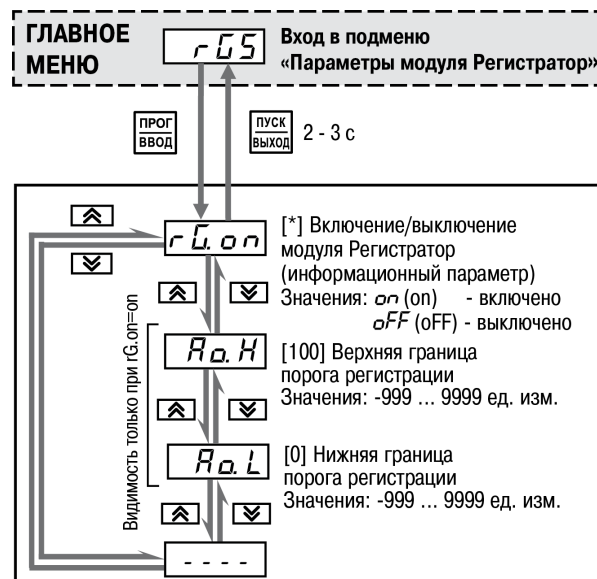 ГЛАВНОЕ
МЕНЮ
rGS
Вход в подменю
«Параметры модуля Регистратор»
ПРОГ
ВВОД
ПУСК
ВЫХОД
2 - 3 с
rG.on
[*] Включение/выключение
модуля Регистратор
(информационный параметр)
Значения: on (on) - включено
oFF (oFF) - выключено
Видимость только при rG.on=on
Ao.H
[100] Верхняя граница
порога регистрации
Значения: -999 ... 9999 ед. изм.
Ao.L
[0] Нижняя граница
порога регистрации
Значения: -999 ... 9999 ед. изм.
- - - -